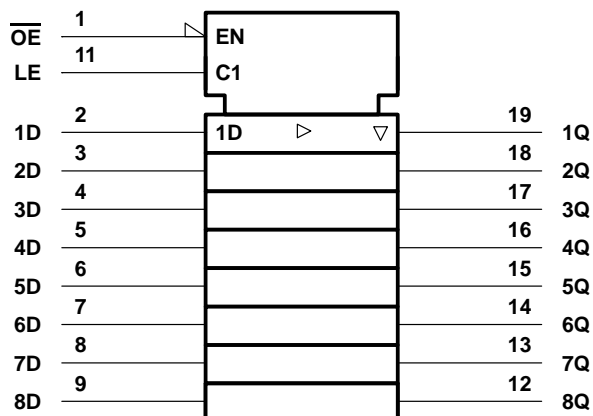 1
O̅E̅ EN
11
LE C1
2 19
1D 1D 1Q
3 18
2D 2Q
4 17
3D 3Q
5 16
4D 4Q
6 15
5D 5Q
7 14
6D 6Q
8 13
7D 7Q
9 12
8D 8Q